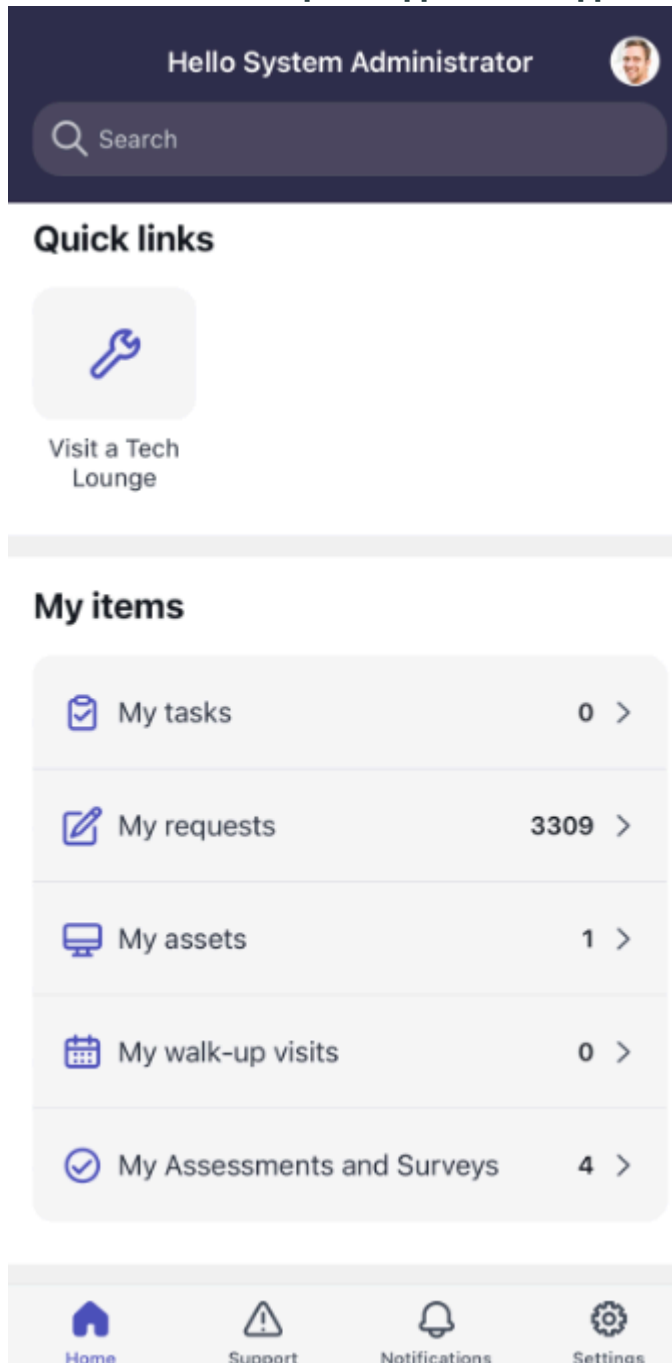 Hello System Administrator
Search
Quick links
Visit a Tech
Lounge
My items
My tasks 0
My requests 3309
My assets 1
My walk-up visits 0
My Assessments and Surveys 4
Home Support Notifications Settings